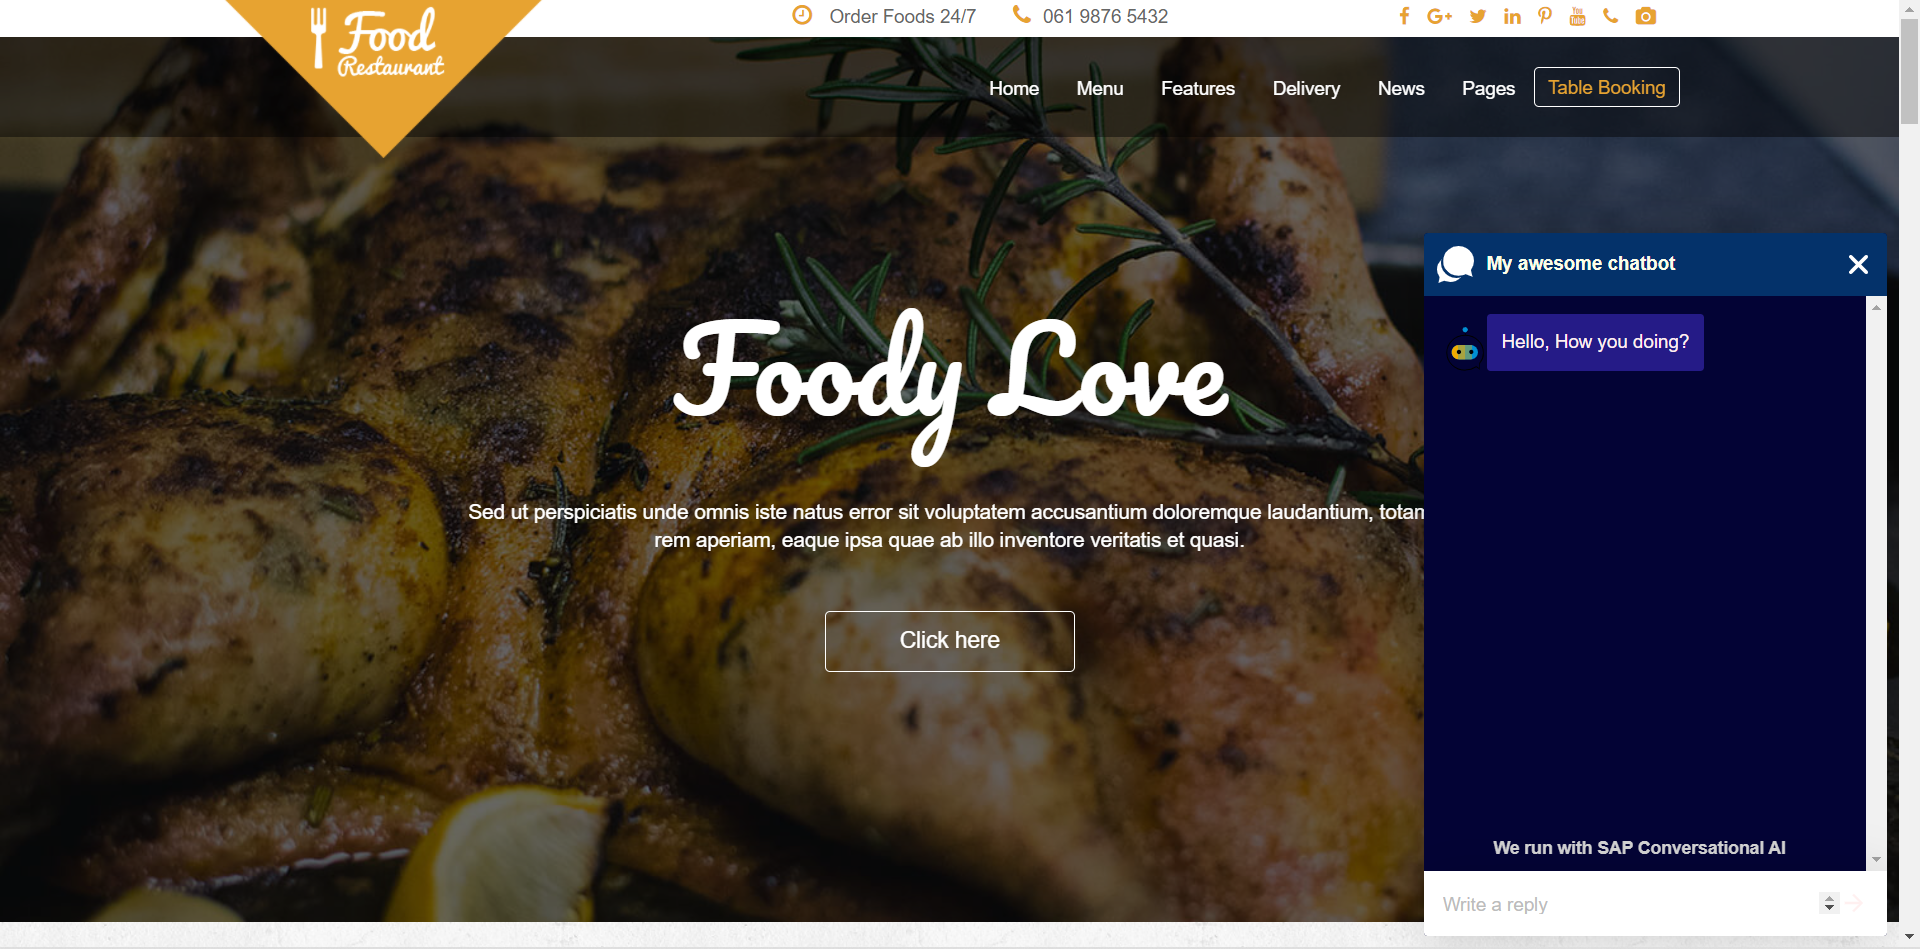 Food
Restaurant
Order Foods 24/7
061 9876 5432
You
Tube
Home
Menu
Features
Delivery
News
Pages
Table Booking
Foody Love
Sed ut perspiciatis unde omnis iste natus error sit voluptatem accusantium doloremque laudantium, totam
rem aperiam, eaque ipsa quae ab illo inventore veritatis et quasi.
Click here
My awesome chatbot
Hello, How you doing?
We run with SAP Conversational AI
Write a reply